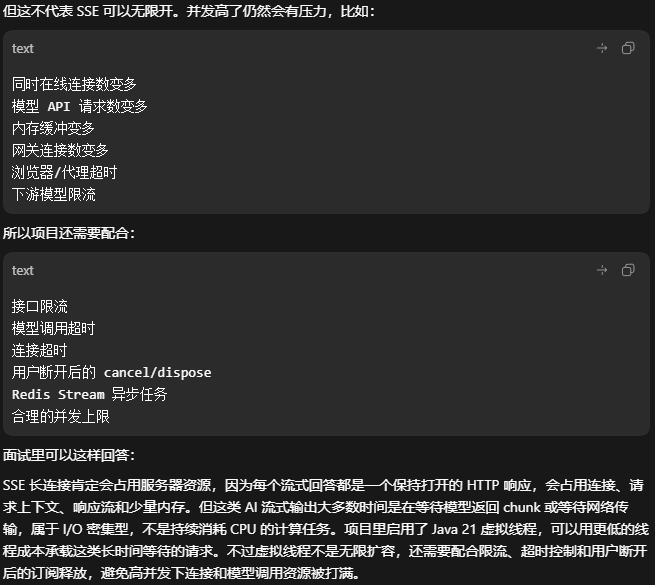 但这不代表 SSE 可以无限开。并发高了仍然会有压力，比如：
text
同时在线连接数变多
模型 API 请求数变多
内存缓冲变多
网关连接数变多
浏览器/代理超时
下游模型限流
所以项目还需要配合：
text
接口限流
模型调用超时
连接超时
用户断开后的 cancel/dispose
Redis Stream 异步任务
合理的并发上限
面试里可以这样回答：
SSE 长连接肯定会占用服务器资源，因为每个流式回答都是一个保持打开的 HTTP 响应，会占用连接、请
求上下文、响应流和少量内存。但这类 AI 流式输出大多数时间是在等待模型返回 chunk 或等待网络传
输，属于 I/O 密集型，不是持续消耗 CPU 的计算任务。项目里启用了 Java 21 虚拟线程，可以用更低的线
程成本承载这类长时间等待的请求。不过虚拟线程不是无限扩容，还需要配合限流、超时控制和用户断开
后的订阅释放，避免高并发下连接和模型调用资源被打满。